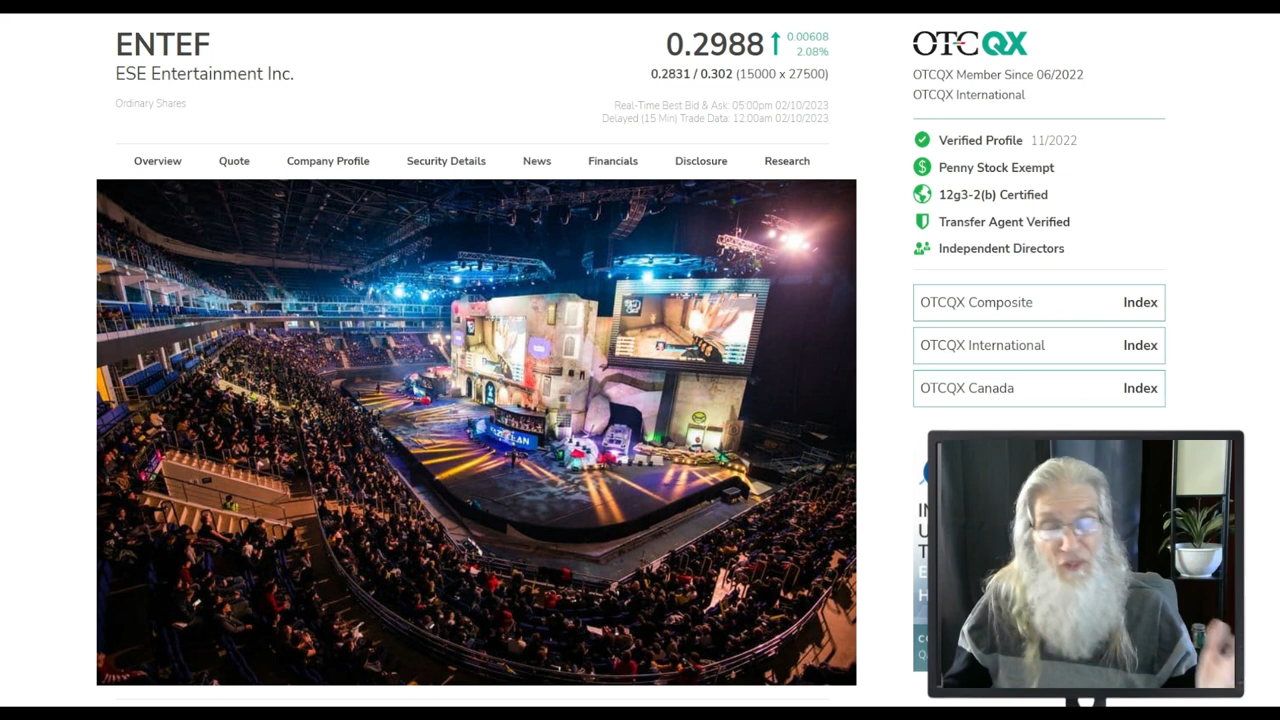 ENTEF
ESE Entertainment Inc.
Ordinary Shares
0.2988
0.00608
2.08%
0.2831 / 0.302 (15000 x 27500)
Real-Time Best Bid & Ask: 05:00pm 02/10/2023
Delayed (15 Min) Trade Data: 12:00am 02/10/2023
Overview Quote Company Profile Security Details News Financials Disclosure Research
OTCQX
OTCQX Member Since 06/2022
OTCQX International
Verified Profile 11/2022
Penny Stock Exempt
12g3-2(b) Certified
Transfer Agent Verified
Independent Directors
OTCQX Composite Index
OTCQX International Index
OTCQX Canada Index